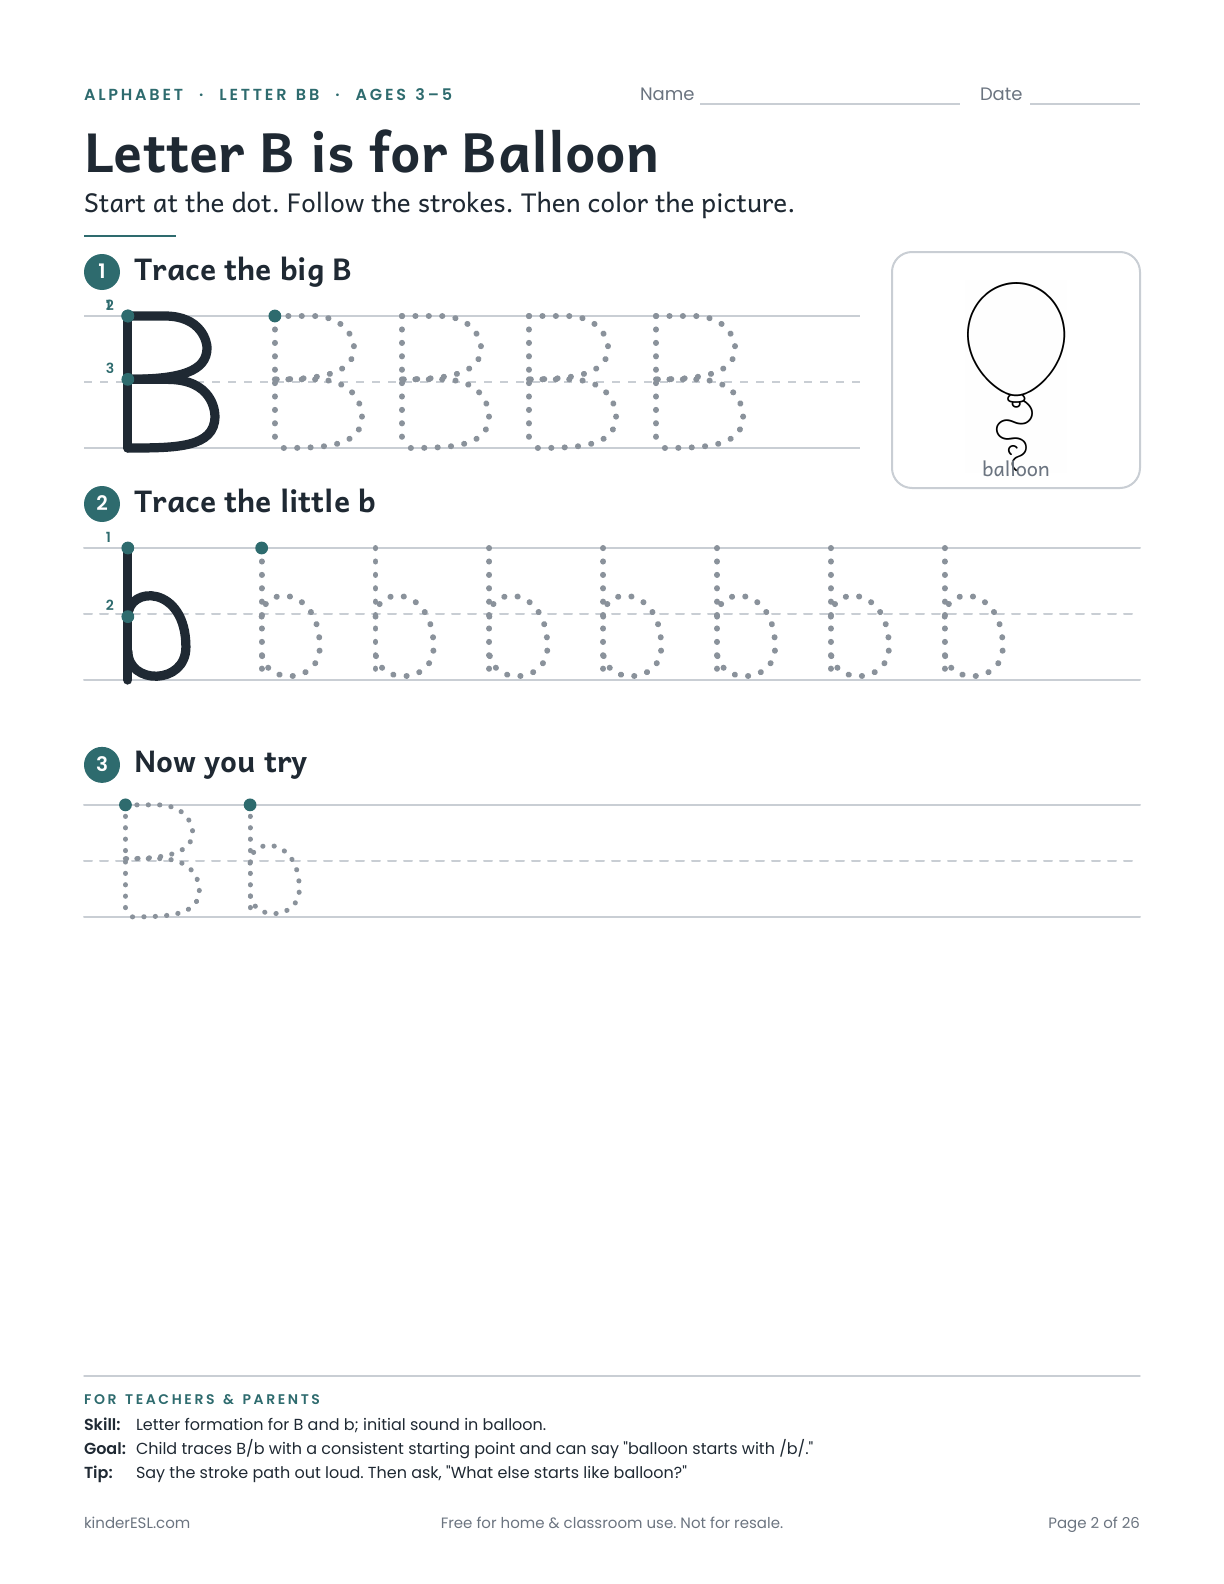 ALPHABET · LETTER BB · AGES 3–5
Name
Date
Letter B is for Balloon
Start at the dot. Follow the strokes. Then color the picture.
1 Trace the big B
1 2
3
B B B B B
balloon
2 Trace the little b
1
2
b b b b b b b b
3 Now you try
B b
FOR TEACHERS & PARENTS
Skill: Letter formation for B and b; initial sound in balloon.
Goal: Child traces B/b with a consistent starting point and can say "balloon starts with /b/."
Tip: Say the stroke path out loud. Then ask, "What else starts like balloon?"
kinderESL.com
Free for home & classroom use. Not for resale.
Page 2 of 26